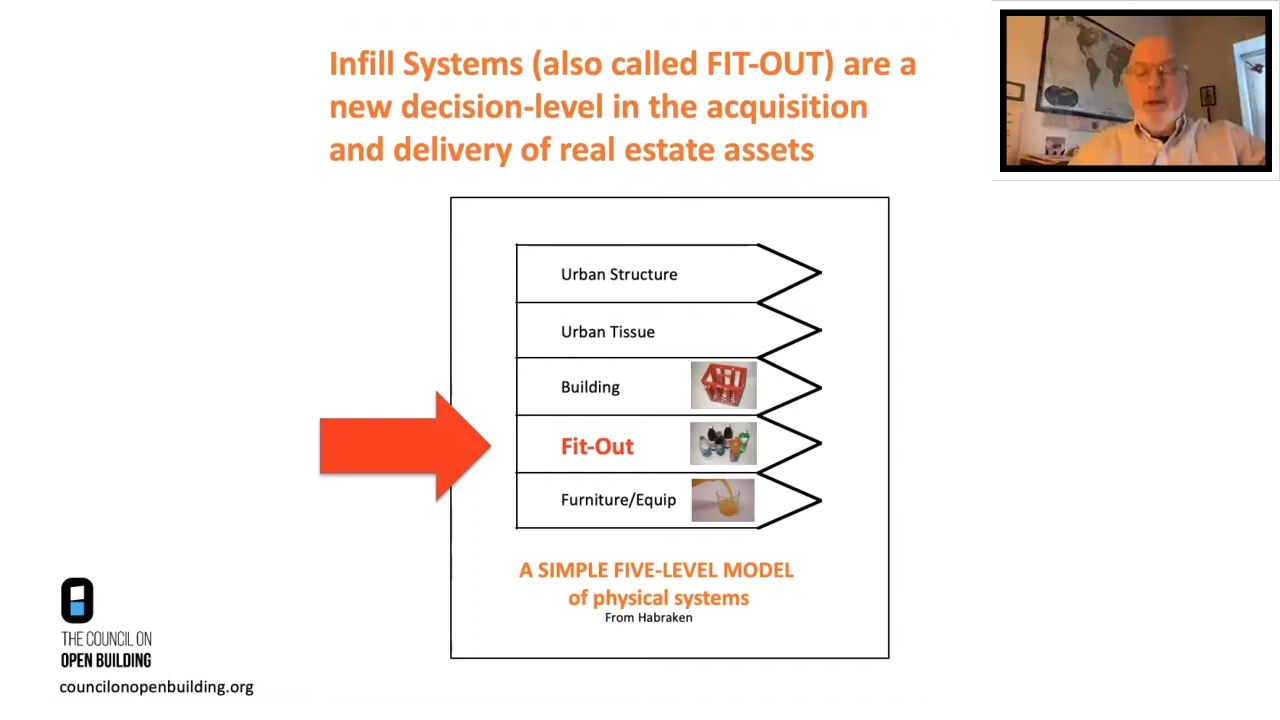 Infill Systems (also called FIT-OUT) are a
new decision-level in the acquisition
and delivery of real estate assets
Urban Structure
Urban Tissue
Building
Fit-Out
Furniture/Equip
A SIMPLE FIVE-LEVEL MODEL
of physical systems
From Habraken
THE COUNCIL ON
OPEN BUILDING
councilonopenbuilding.org